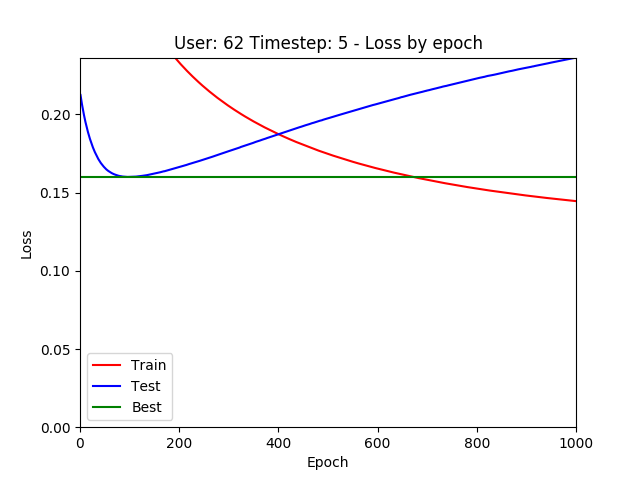 User: 62 Timestep: 5 - Loss by epoch
Loss
0.20
0.15
0.10
0.05
0.00
Train
Test
Best
0 200 400 600 800 1000
Epoch